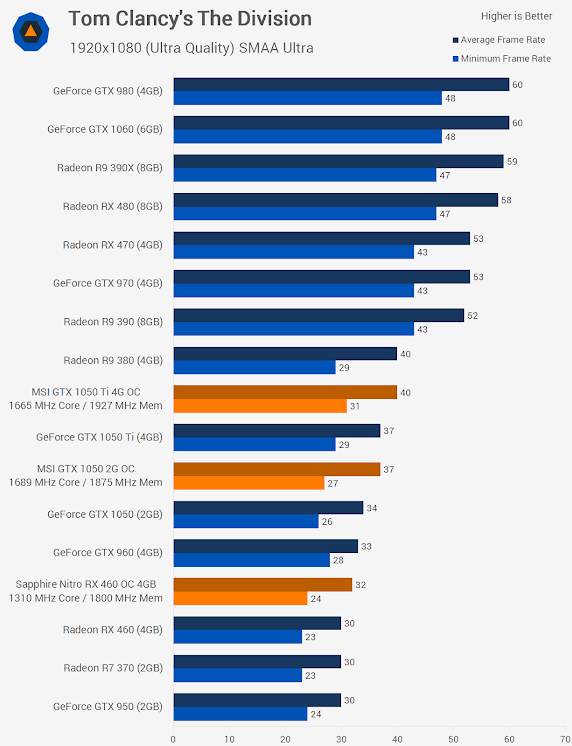 Tom Clancy's The Division
1920x1080 (Ultra Quality) SMAA Ultra
Higher is Better
Average Frame Rate
Minimum Frame Rate
GeForce GTX 980 (4GB) 60
48
GeForce GTX 1060 (6GB) 60
48
Radeon R9 390X (8GB) 59
47
Radeon RX 480 (8GB) 58
47
Radeon RX 470 (4GB) 53
43
GeForce GTX 970 (4GB) 53
43
Radeon R9 390 (8GB) 52
43
Radeon R9 380 (4GB) 40
29
MSI GTX 1050 Ti 4G OC 40
1665 MHz Core / 1927 MHz Mem 31
GeForce GTX 1050 Ti (4GB) 37
29
MSI GTX 1050 2G OC 37
1689 MHz Core / 1875 MHz Mem 27
GeForce GTX 1050 (2GB) 34
26
GeForce GTX 960 (4GB) 33
28
Sapphire Nitro RX 460 OC 4GB 32
1310 MHz Core / 1800 MHz Mem 24
Radeon RX 460 (4GB) 30
23
Radeon R7 370 (2GB) 30
23
GeForce GTX 950 (2GB) 30
24
0 10 20 30 40 50 60 70